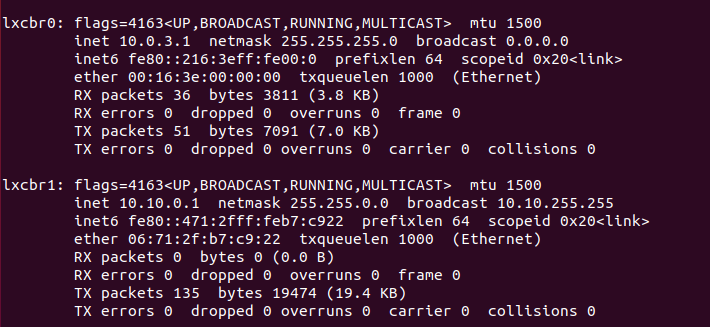 lxcbr0: flags=4163<UP,BROADCAST,RUNNING,MULTICAST>  mtu 1500
        inet 10.0.3.1  netmask 255.255.255.0  broadcast 0.0.0.0
        inet6 fe80::216:3eff:fe00:0  prefixlen 64  scopeid 0x20<link>
        ether 00:16:3e:00:00:00  txqueuelen 1000  (Ethernet)
        RX packets 36  bytes 3811 (3.8 KB)
        RX errors 0  dropped 0  overruns 0  frame 0
        TX packets 51  bytes 7091 (7.0 KB)
        TX errors 0  dropped 0 overruns 0  carrier 0  collisions 0

lxcbr1: flags=4163<UP,BROADCAST,RUNNING,MULTICAST>  mtu 1500
        inet 10.10.0.1  netmask 255.255.0.0  broadcast 10.10.255.255
        inet6 fe80::471:2fff:feb7:c922  prefixlen 64  scopeid 0x20<link>
        ether 06:71:2f:b7:c9:22  txqueuelen 1000  (Ethernet)
        RX packets 0  bytes 0 (0.0 B)
        RX errors 0  dropped 0  overruns 0  frame 0
        TX packets 135  bytes 19474 (19.4 KB)
        TX errors 0  dropped 0 overruns 0  carrier 0  collisions 0